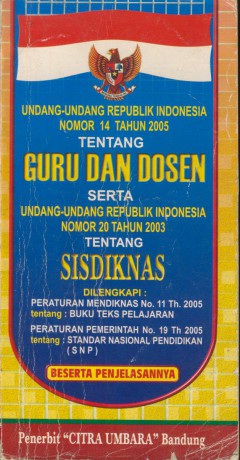 UNDANG-UNDANG REPUBLIK INDONESIA
NOMOR 14 TAHUN 2005
TENTANG
GURU DAN DOSEN
SERTA
UNDANG-UNDANG REPUBLIK INDONESIA
NOMOR 20 TAHUN 2003
TENTANG
SISDIKNAS
DILENGKAPI :
PERATURAN MENDIKNAS No. 11 Th. 2005
tentang : BUKU TEKS PELAJARAN
PERATURAN PEMERINTAH No. 19 Th 2005
tentang : STANDAR NASIONAL PENDIDIKAN
( S N P )
BESERTA PENJELASANNYA
Penerbit "CITRA UMBARA" Bandung